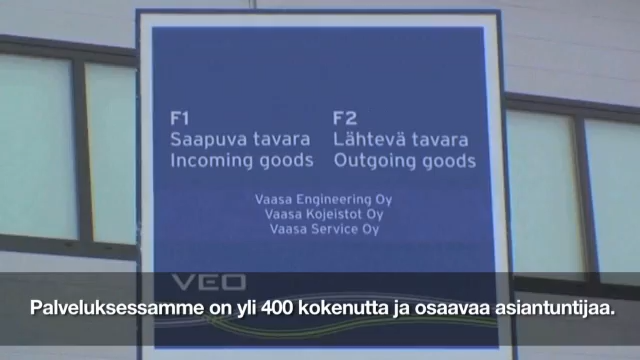 F1
Saapuva tavara
Incoming goods
F2
Lähtevä tavara
Outgoing goods
Vaasa Engineering Oy
Vaasa Kojeistot Oy
Vaasa Service Oy
VEO
Palveluksessamme on yli 400 kokenutta ja osaavaa asiantuntijaa.